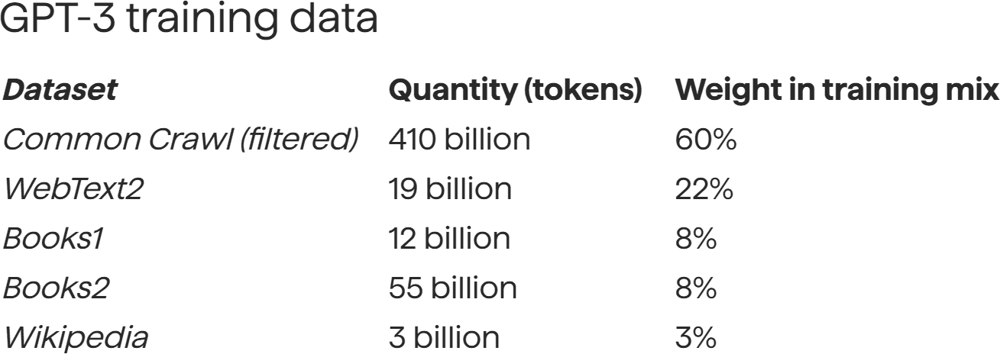 GPT-3 training data
Dataset Quantity (tokens) Weight in training mix
Common Crawl (filtered) 410 billion 60%
WebText2 19 billion 22%
Books1 12 billion 8%
Books2 55 billion 8%
Wikipedia 3 billion 3%